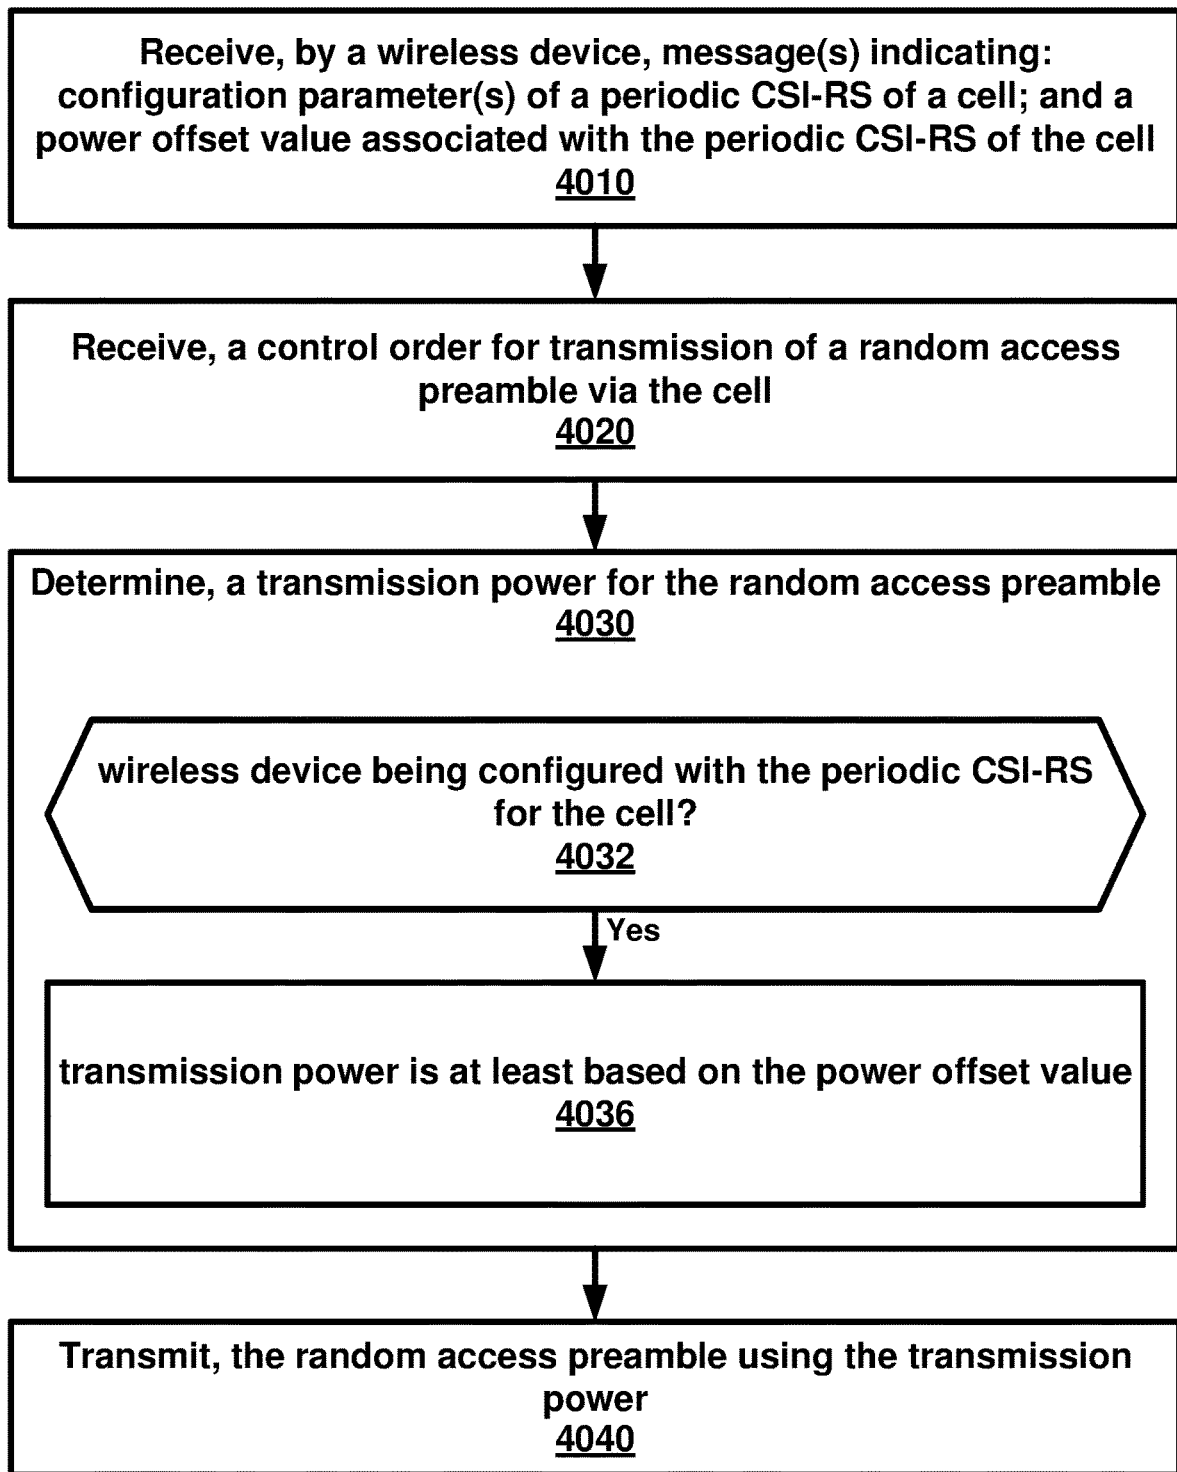 Receive, by a wireless device, message(s) indicating:
configuration parameter(s) of a periodic CSI-RS of a cell; and a
power offset value associated with the periodic CSI-RS of the cell
4010
Receive, a control order for transmission of a random access
preamble via the cell
4020
Determine, a transmission power for the random access preamble
4030
wireless device being configured with the periodic CSI-RS
for the cell?
4032
Yes
transmission power is at least based on the power offset value
4036
Transmit, the random access preamble using the transmission
power
4040